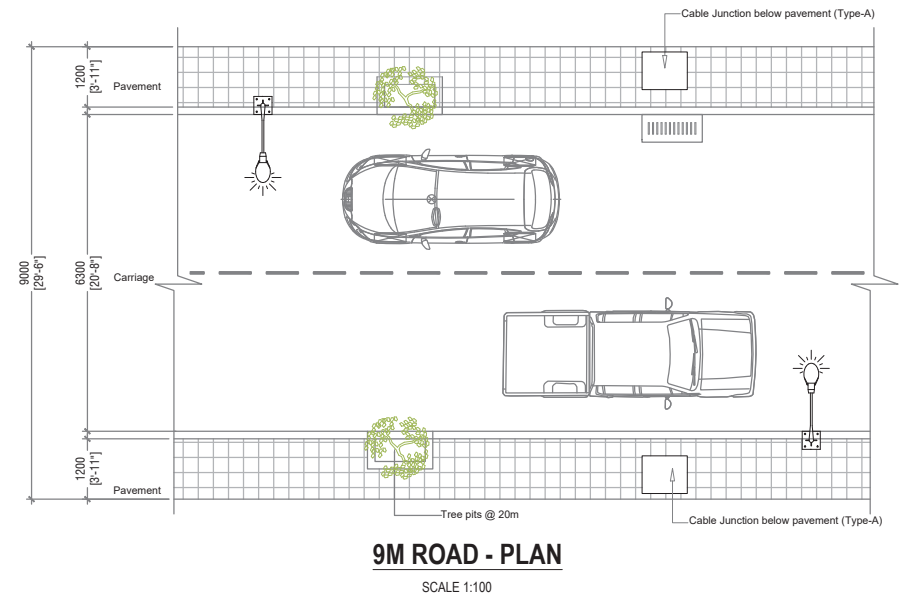 Cable Junction below pavement (Type-A)
1200
[3'-11"]
Pavement
9000
[29'-6"]
6300
[20'-8"]
Carriage
1200
[3'-11"]
Pavement
Tree pits @ 20m
Cable Junction below pavement (Type-A)
9M ROAD - PLAN
SCALE 1:100